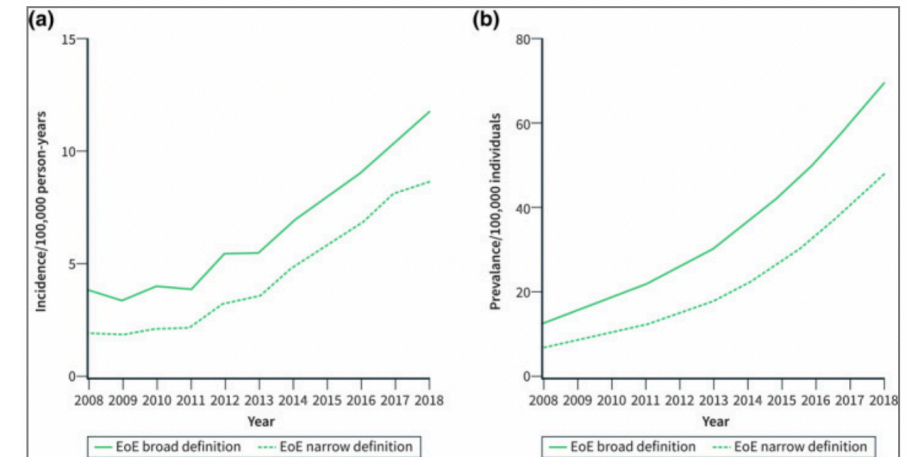 (a)
15
10
5
0
Incidence/100,000 person-years
2008 2009 2010 2011 2012 2013 2014 2015 2016 2017 2018
Year
EoE broad definition EoE narrow definition
(b)
80
60
40
20
0
Prevalance/100,000 individuals
2008 2009 2010 2011 2012 2013 2014 2015 2016 2017 2018
Year
EoE broad definition EoE narrow definition